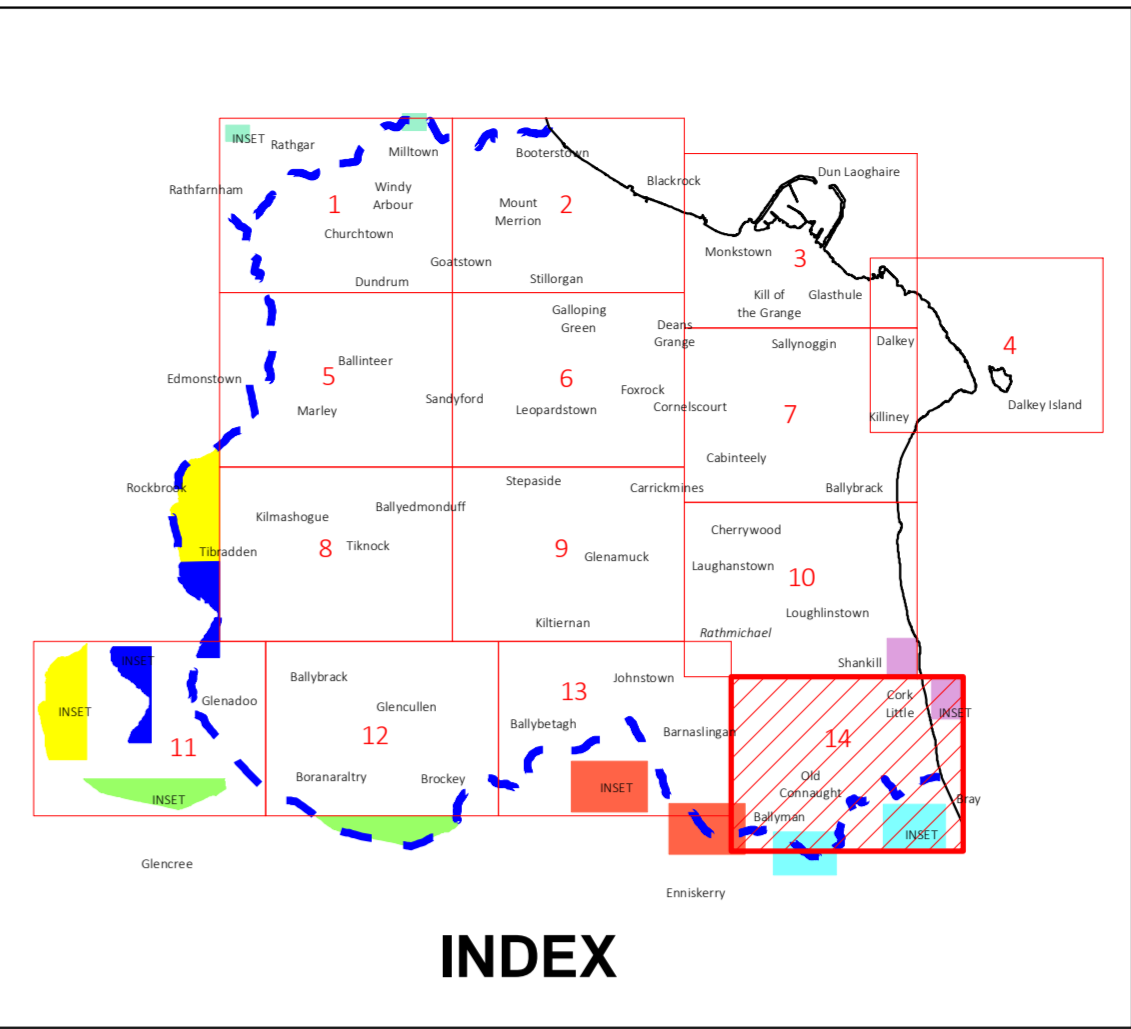 INSET
Rathgar
Milltown
Booterstown
Rathfarnham
Windy
Arbour
1
Mount
Merrion
2
Churchtown
Goatstown
Dundrum
Stillorgan
Blackrock
Dun Laoghaire
Monkstown
3
Kill of
the Grange
Glasthule
Galloping
Green
Deans
Grange
Sallynoggin
Dalkey
4
Dalkey Island
Killiney
Edmonstown
Ballinteer
5
Marley
Sandyford
6
Leopardstown
Foxrock
Cornelscourt
7
Cabinteely
Ballybrack
Rockbrook
Tibradden
Kilmashogue
Ballyedmonduff
8
Tiknock
Stepaside
Carrickmines
9
Glenamuck
Kiltiernan
Cherrywood
Laughanstown
10
Loughlinstown
Rathmichael
Shankill
INSET
INSET
Glenadoo
11
INSET
Ballybrack
Glencullen
12
Boranaraltry
Brockey
13
Johnstown
Ballybetagh
Barnaslingan
INSET
Cork
Little
INSET
14
Old
Connaught
Bray
Ballyman
INSET
Glencree
Enniskerry
INDEX